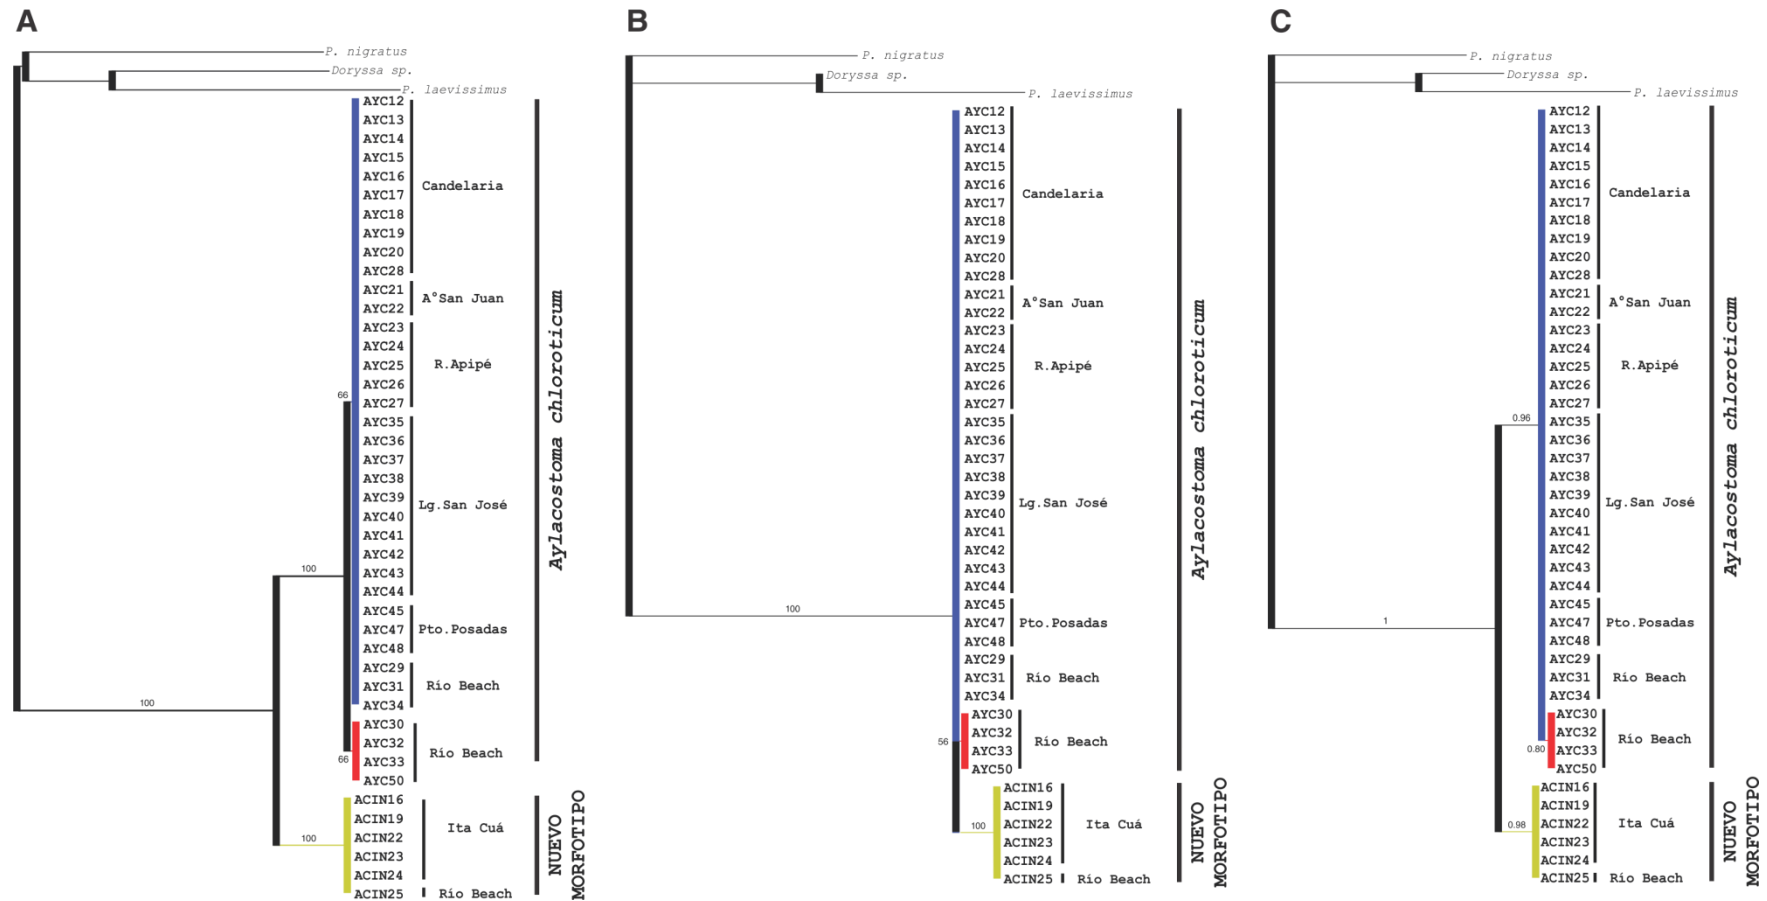 A
P. nigratus
Doryssa sp.
P. laevissimus
AYC12
AYC13
AYC14
AYC15
AYC16
AYC17
AYC18
AYC19
AYC20
AYC28
Candelaria
AYC21
AYC22
A°San Juan
AYC23
AYC24
AYC25
AYC26
AYC27
R.Apipé
66
AYC35
AYC36
AYC37
AYC38
AYC39
AYC40
AYC41
AYC42
AYC43
AYC44
Lg.San José
100
AYC45
AYC47
AYC48
Pto.Posadas
AYC29
AYC31
AYC34
Río Beach
100
AYC30
AYC32
AYC33
AYC50
Río Beach
66
Aylacostoma chloroticum
ACIN16
ACIN19
ACIN22
ACIN23
ACIN24
Ita Cuá
100
ACIN25
Río Beach
NUEVO
MORFOTIPO
B
P. nigratus
Doryssa sp.
P. laevissimus
AYC12
AYC13
AYC14
AYC15
AYC16
AYC17
AYC18
AYC19
AYC20
AYC28
Candelaria
AYC21
AYC22
A°San Juan
AYC23
AYC24
AYC25
AYC26
AYC27
R.Apipé
AYC35
AYC36
AYC37
AYC38
AYC39
AYC40
AYC41
AYC42
AYC43
AYC44
Lg.San José
100
AYC45
AYC47
AYC48
Pto.Posadas
AYC29
AYC31
AYC34
Río Beach
AYC30
AYC32
AYC33
AYC50
Río Beach
56
Aylacostoma chloroticum
ACIN16
ACIN19
ACIN22
ACIN23
ACIN24
Ita Cuá
100
ACIN25
Río Beach
NUEVO
MORFOTIPO
C
P. nigratus
Doryssa sp.
P. laevissimus
AYC12
AYC13
AYC14
AYC15
AYC16
AYC17
AYC18
AYC19
AYC20
AYC28
Candelaria
AYC21
AYC22
A°San Juan
AYC23
AYC24
AYC25
AYC26
AYC27
R.Apipé
0.96
AYC35
AYC36
AYC37
AYC38
AYC39
AYC40
AYC41
AYC42
AYC43
AYC44
Lg.San José
1
AYC45
AYC47
AYC48
Pto.Posadas
AYC29
AYC31
AYC34
Río Beach
AYC30
AYC32
AYC33
AYC50
Río Beach
0.80
Aylacostoma chloroticum
ACIN16
ACIN19
ACIN22
ACIN23
ACIN24
Ita Cuá
0.98
ACIN25
Río Beach
NUEVO
MORFOTIPO